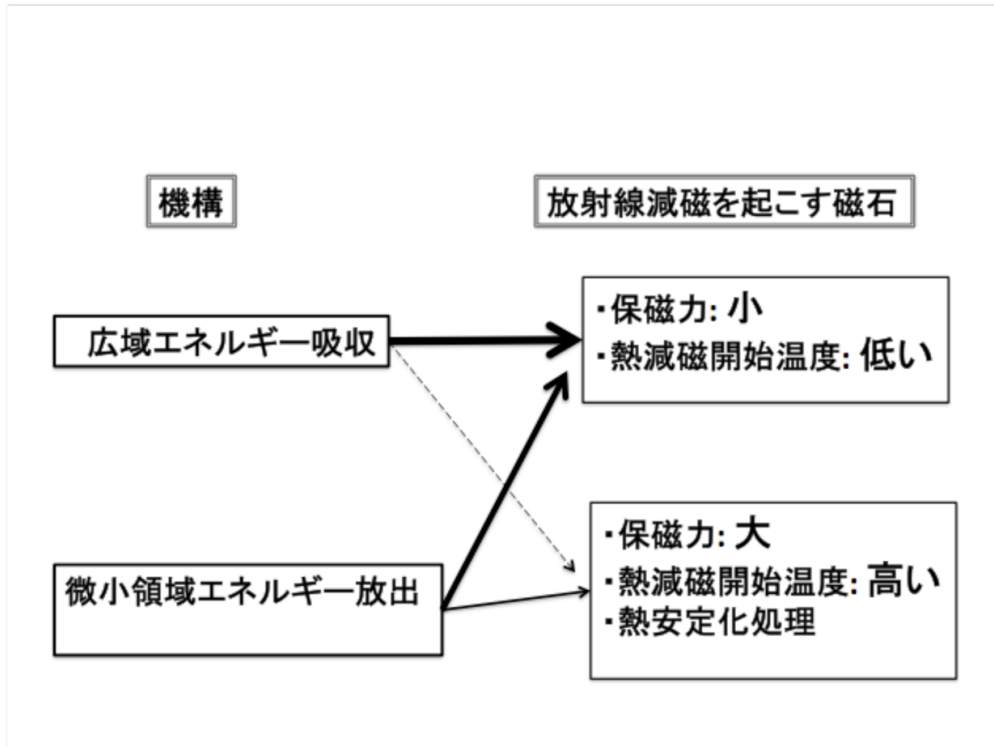 機構
放射線減磁を起こす磁石
広域エネルギー吸収
・保磁力: 小
・熱減磁開始温度: 低い
微小領域エネルギー放出
・保磁力: 大
・熱減磁開始温度: 高い
・熱安定化処理